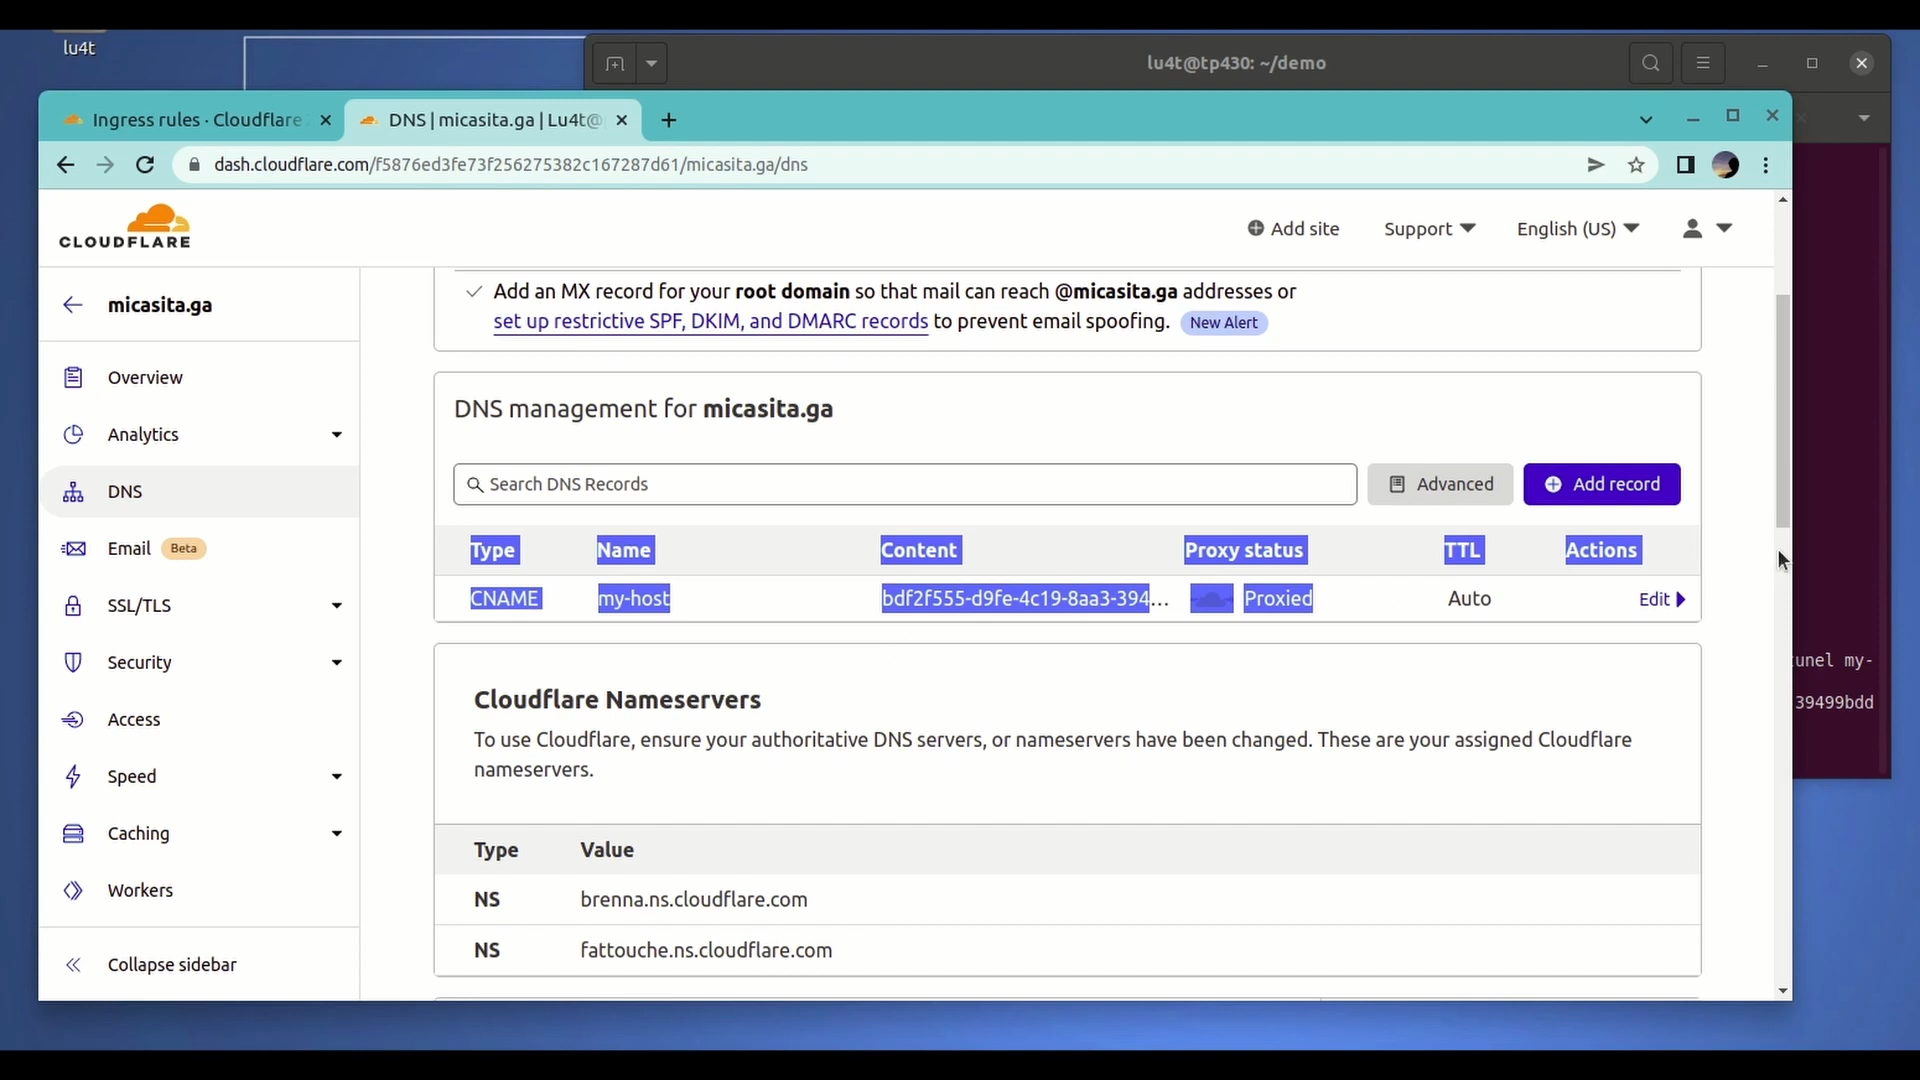 lu4t
lu4t@tp430: ~/demo
Ingress rules · Cloudflare
DNS | micasita.ga | Lu4t@
dash.cloudflare.com/f5876ed3fe73f256275382c167287d61/micasita.ga/dns
CLOUDFLARE
Add site
Support
English (US)
micasita.ga
Overview
Analytics
DNS
Email Beta
SSL/TLS
Security
Access
Speed
Caching
Workers
Collapse sidebar
Add an MX record for your root domain so that mail can reach @micasita.ga addresses or
set up restrictive SPF, DKIM, and DMARC records to prevent email spoofing. New Alert
DNS management for micasita.ga
Search DNS Records
Advanced
Add record
Type Name Content Proxy status TTL Actions
CNAME my-host bdf2f555-d9fe-4c19-8aa3-394... Proxied Auto Edit
Cloudflare Nameservers
To use Cloudflare, ensure your authoritative DNS servers, or nameservers have been changed. These are your assigned Cloudflare
nameservers.
Type Value
NS brenna.ns.cloudflare.com
NS fattouche.ns.cloudflare.com
unel my-
39499bdd